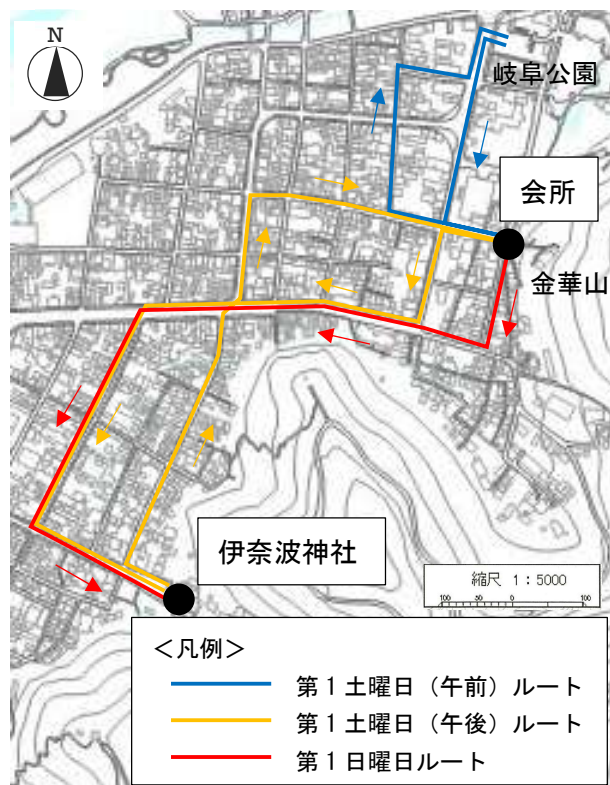 N
岐阜公園
会所
金華山
伊奈波神社
縮尺 1:5000
100 50 0 100
＜凡例＞
第1土曜日（午前）ルート
第1土曜日（午後）ルート
第1日曜日ルート